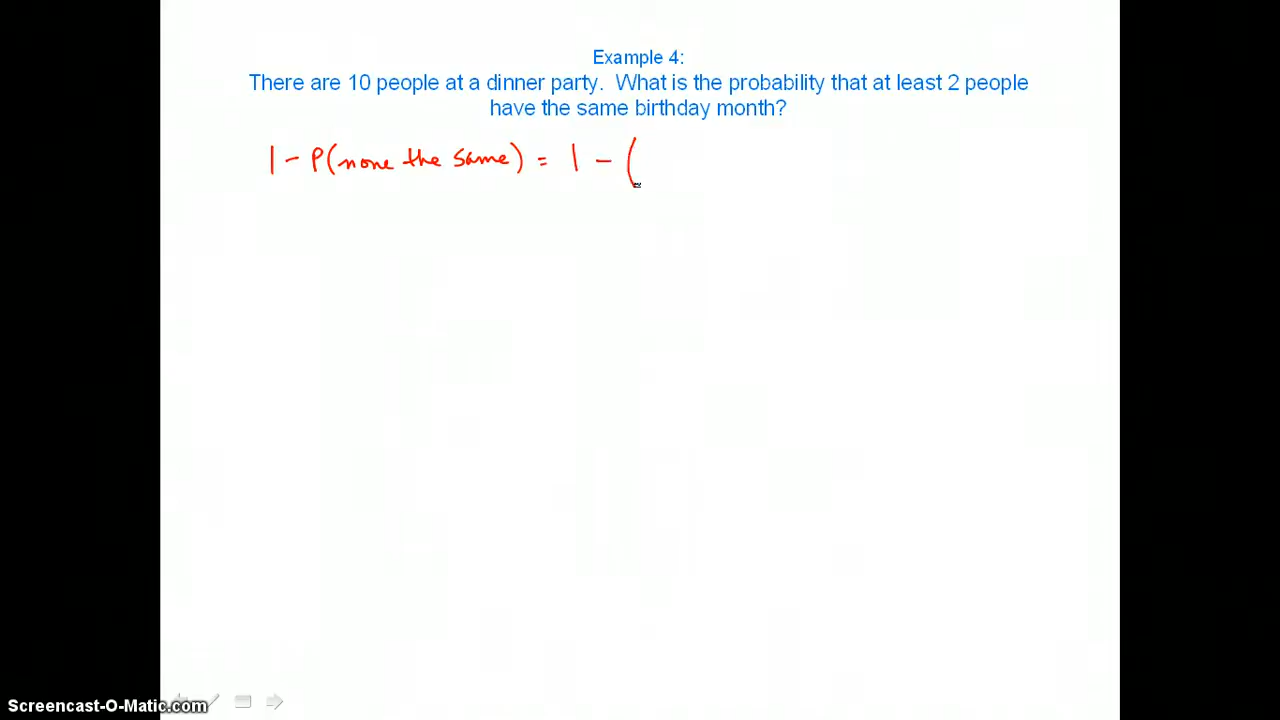 Example 4:
There are 10 people at a dinner party. What is the probability that at least 2 people
have the same birthday month?
1 - P(none the same) = 1 - (
Screencast-O-Matic.com